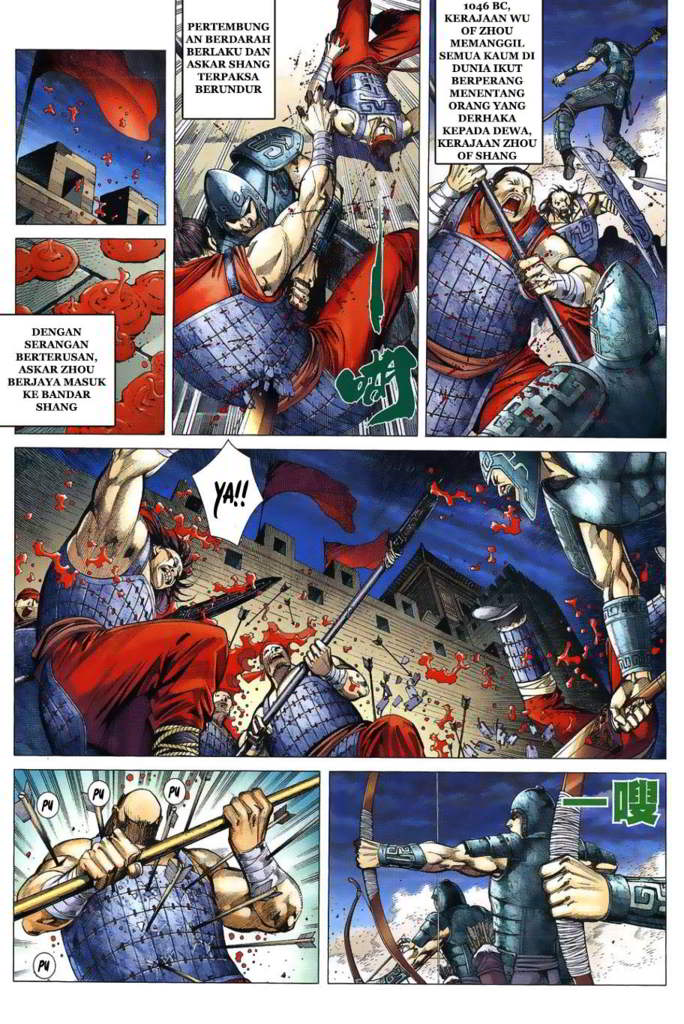 1046 BC,
KERAJAAN WU
OF ZHOU
MEMANGGIL
SEMUA KAUM DI
DUNIA IKUT
BERPERANG
MENENTANG
ORANG YANG
DERHAKA
KEPADA DEWA,
KERAJAAN ZHOU
OF SHANG
PERTEMBUNG
AN BERDARAH
BERLAKU DAN
ASKAR SHANG
TERPAKSA
BERUNDUR
DENGAN
SERANGAN
BERTERUSAN,
ASKAR ZHOU
BERJAYA MASUK
KE BANDAR
SHANG
YA!!
一嗖
PU
PU
PU
PU